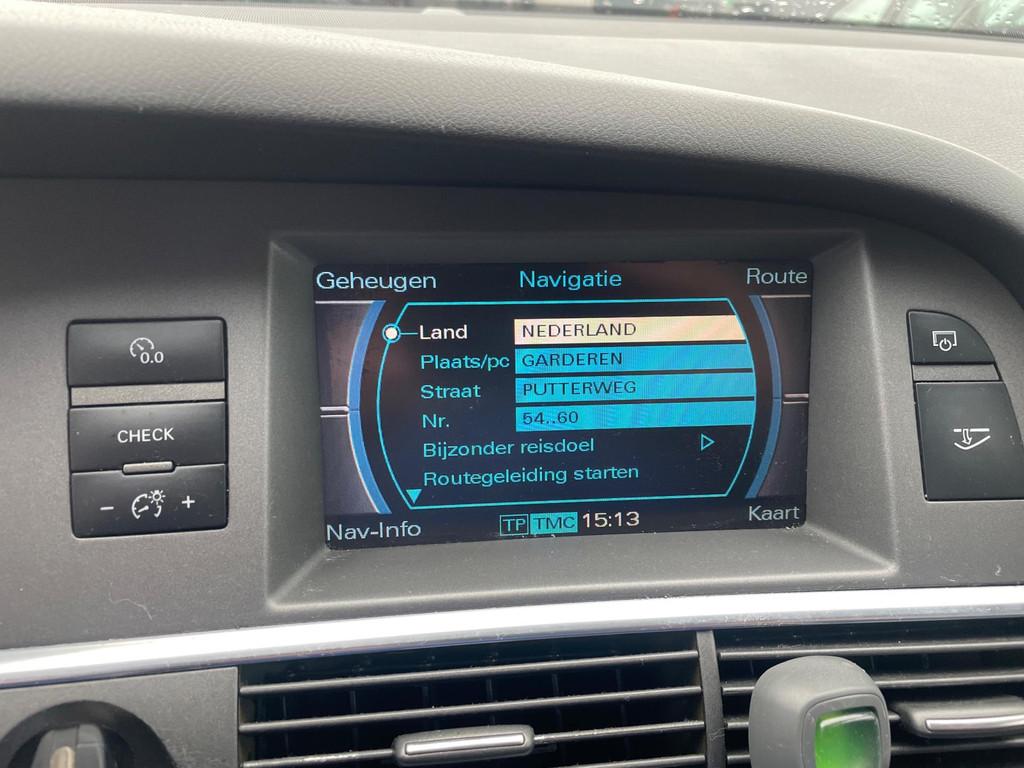 Geheugen Navigatie Route
Land NEDERLAND
Plaats/pc GARDEREN
Straat PUTTERWEG
Nr. 54..60
Bijzonder reisdoel
Routegeleiding starten
Nav-Info TP TMC 15:13 Kaart
0.0
CHECK
- +